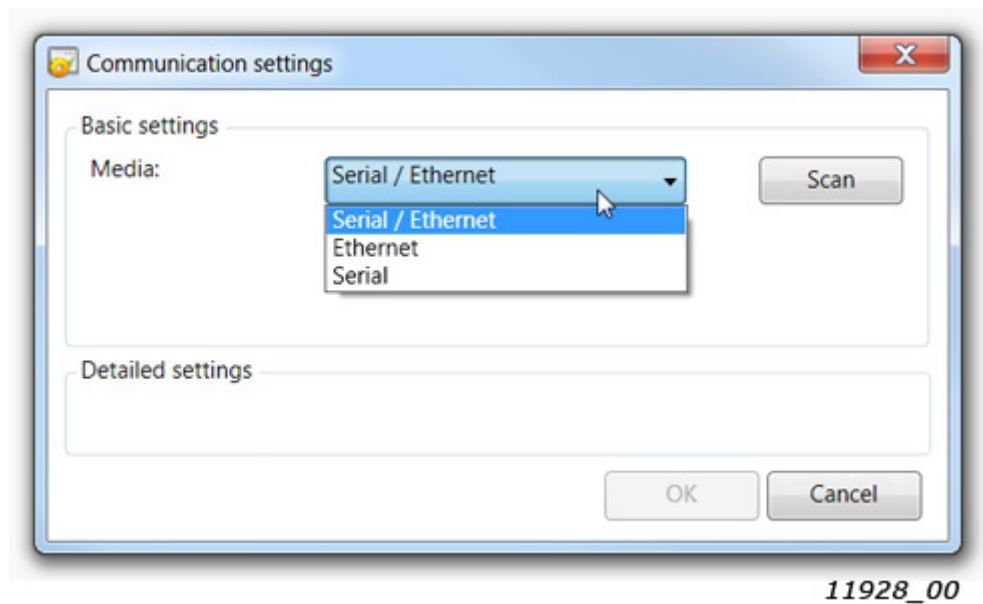 Communication settings
Basic settings
Media:
Serial / Ethernet
Scan
Serial / Ethernet
Ethernet
Serial
Detailed settings
OK
Cancel
11928_00